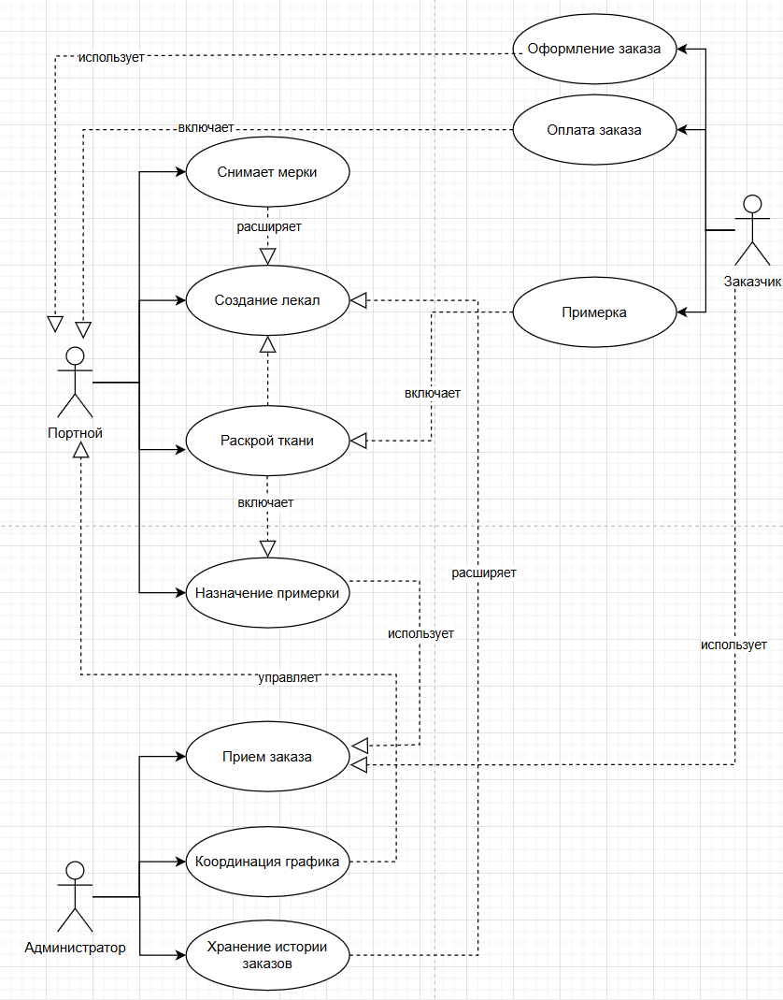 Оформление заказа
использует
включает
Оплата заказа
Снимает мерки
расширяет
Заказчик
Создание лекал
Примерка
включает
Портной
Раскрой ткани
включает
расширяет
Назначение примерки
использует
использует
управляет
Прием заказа
Координация графика
Администратор
Хранение истории
заказов